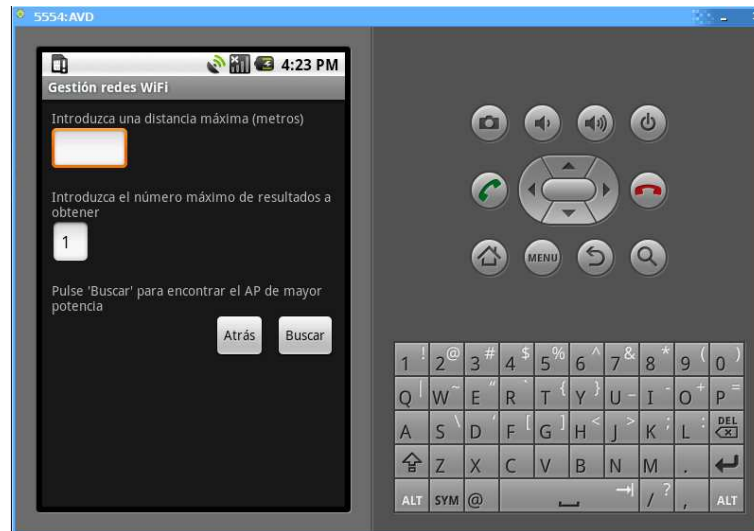 5554:AVD
4:23 PM
Gestión redes WiFi
Introduzca una distancia máxima (metros)
Introduzca el número máximo de resultados a
obtener
1
Pulse 'Buscar' para encontrar el AP de mayor
potencia
Atrás Buscar
MENU
1 ! 2 @ 3 # 4 $ 5 % 6 ^ 7 & 8 * 9 ( 0 )
Q | W ~ E " R ` T { Y } U - I - O + P =
A S \ D ' F [ G ] H < J > K ; L : DEL
Z X C V B N M .
ALT SYM @ / ? , ALT